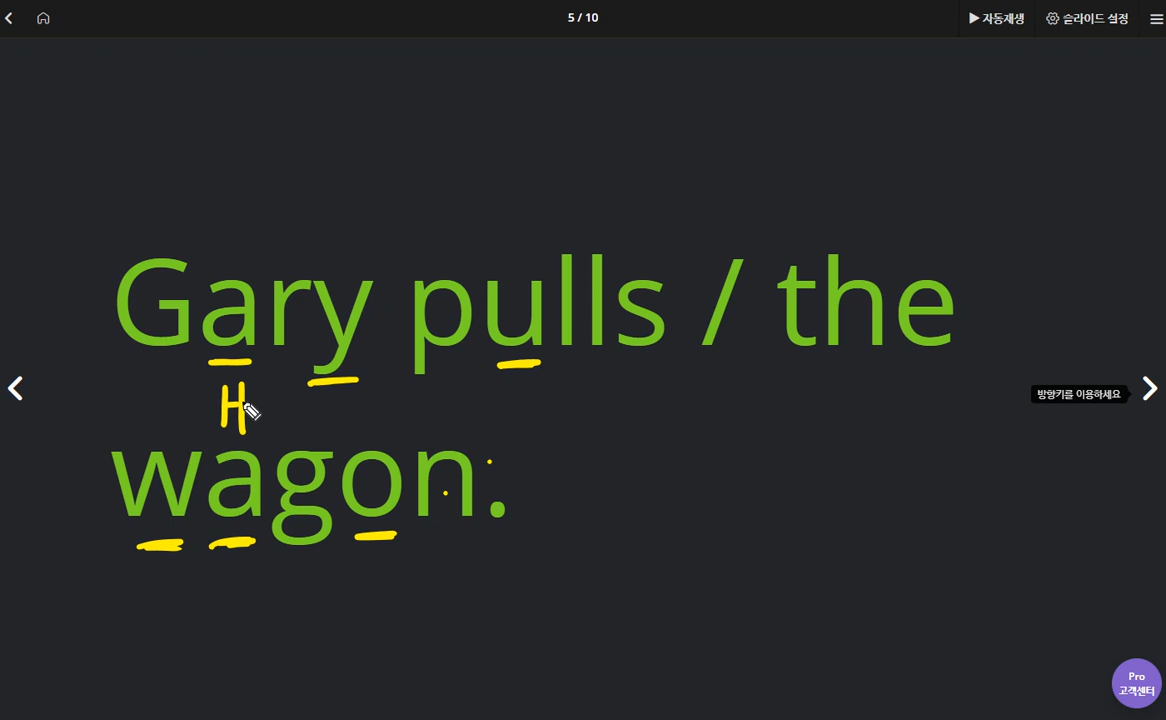 5 / 10
자동재생
슬라이드 설정
Gary pulls / the
H
방향키를 이용하세요
wagon.
Pro
고객센터